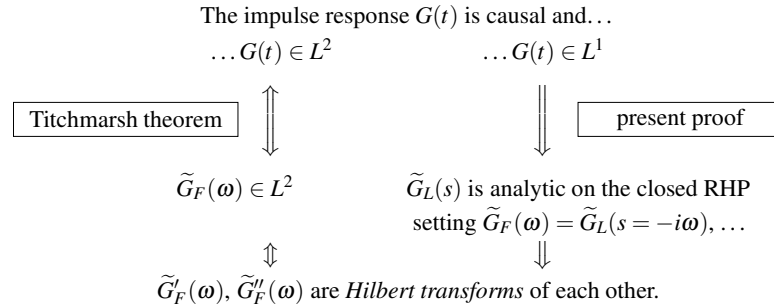 The impulse response G(t) is causal and…
…G(t) ∈ L² …G(t) ∈ L¹
⇕ ⇓
Titchmarsh theorem present proof
G̃_F(ω) ∈ L² G̃_L(s) is analytic on the closed RHP
setting G̃_F(ω) = G̃_L(s = −iω), …
⇕ ⇓
G̃′_F(ω), G̃″_F(ω) are Hilbert transforms of each other.